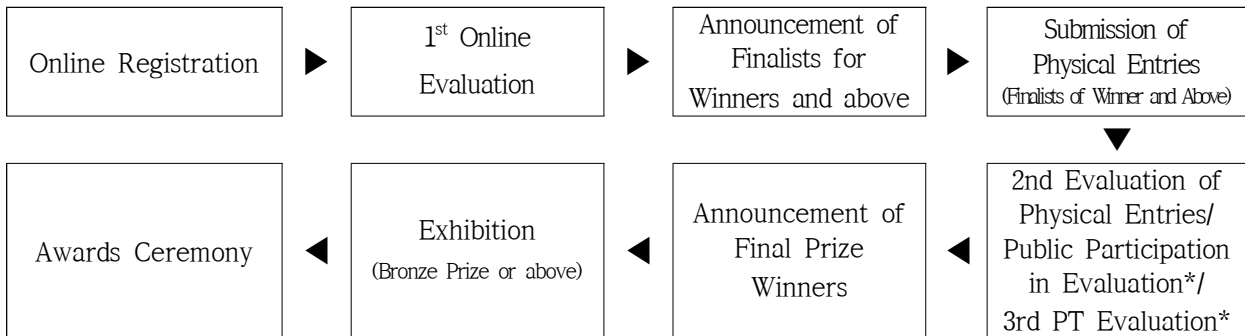 Online Registration
1st Online
Evaluation
Announcement of
Finalists for
Winners and above
Submission of
Physical Entries
(Finalists of Winner and Above)
2nd Evaluation of
Physical Entries/
Public Participation
in Evaluation*/
3rd PT Evaluation*
Announcement of
Final Prize
Winners
Exhibition
(Bronze Prize or above)
Awards Ceremony